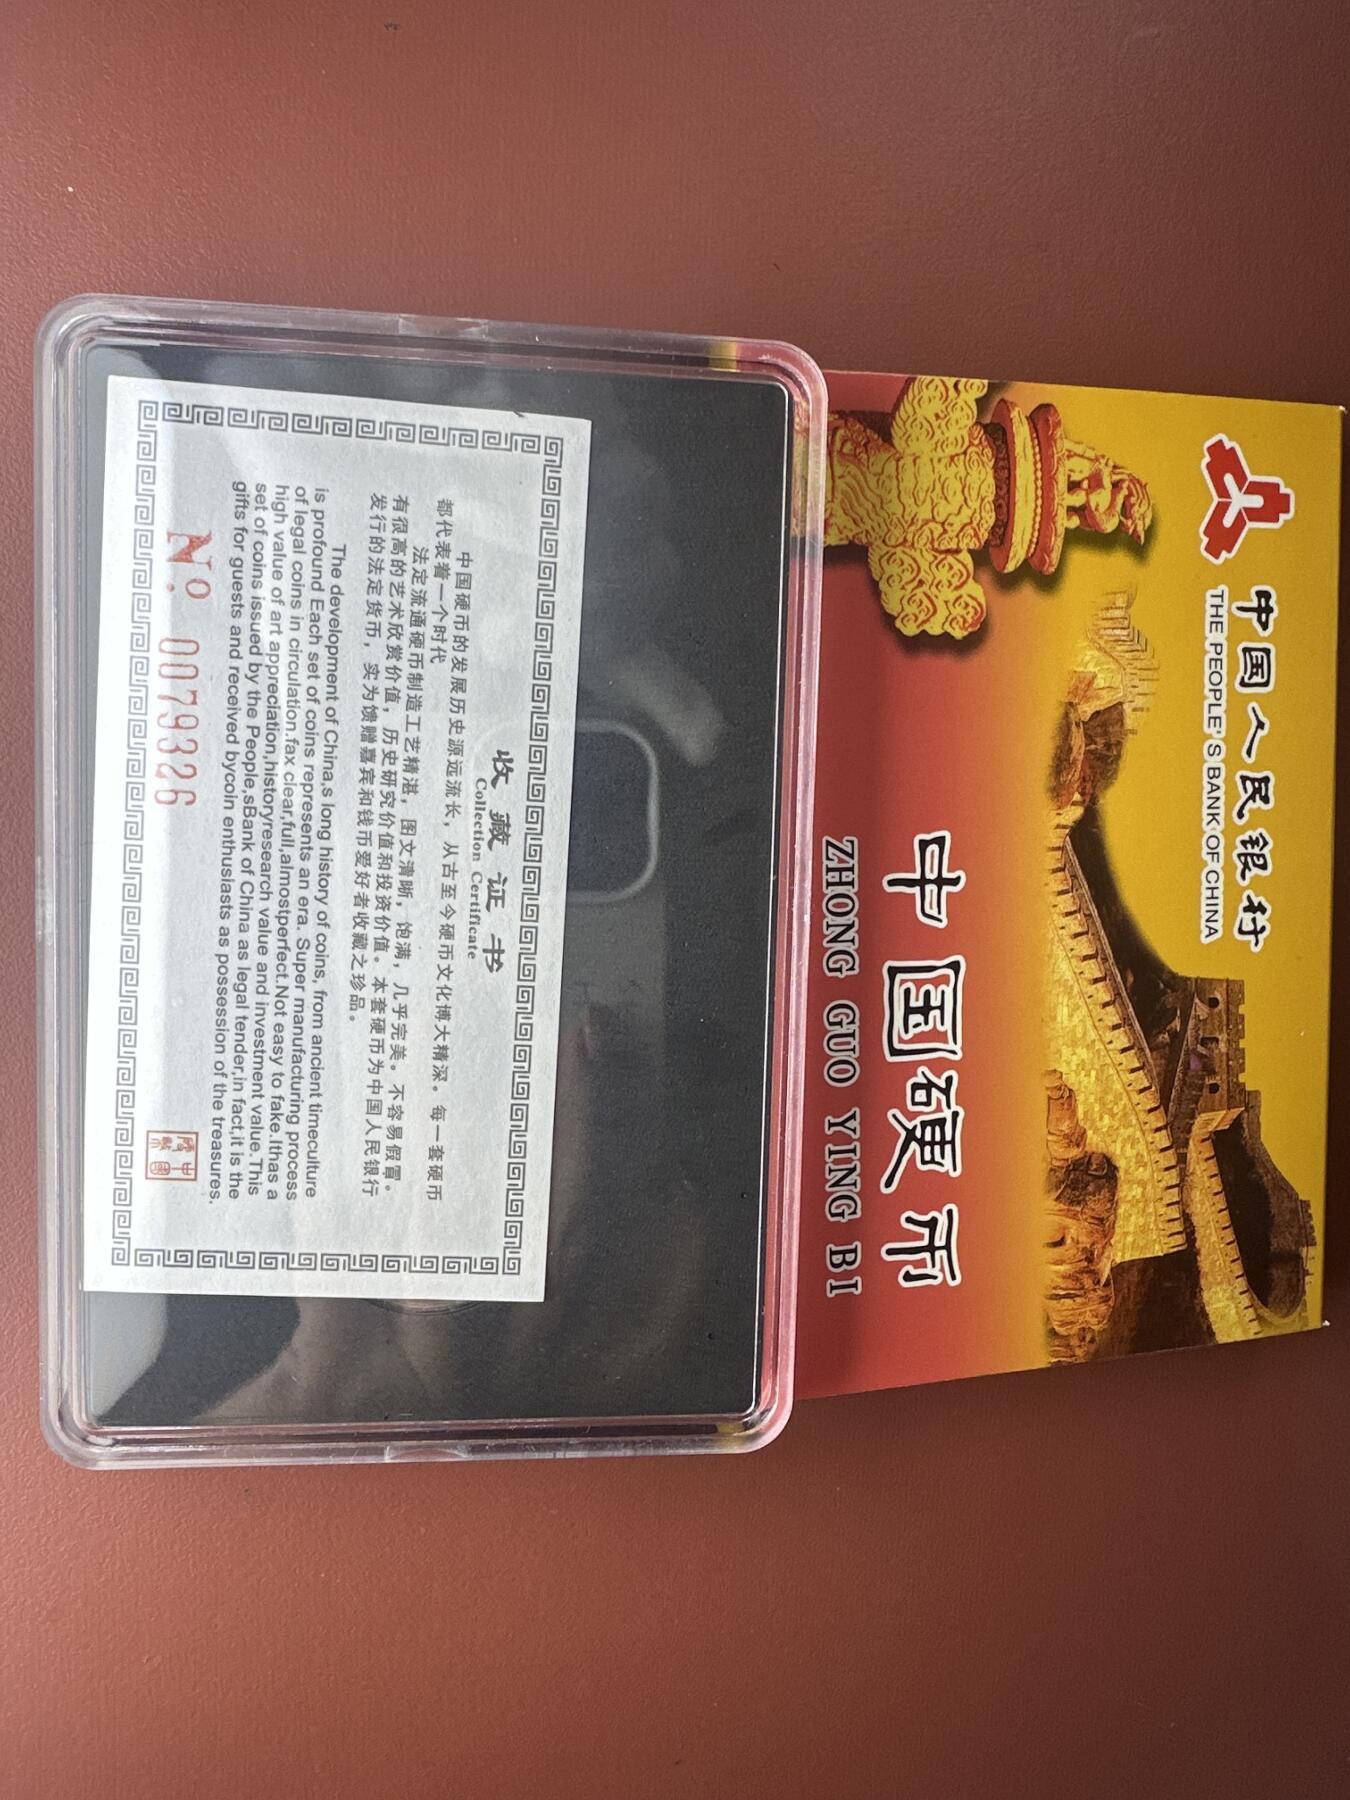 中国人民银行
THE PEOPLE'S BANK OF CHINA
中国硬币
ZHONG GUO YING BI
收藏证书
Collection Certificate
中国硬币的发展历史源远流长，从古至今硬币文化博大精深。每一套硬币
都代表着一个时代
法定流通硬币制造工艺精湛，图文清晰，饱满，几乎完美。不容易假冒。
有很高的艺术欣赏价值，历史研究价值和投资价值。本套硬币为中国人民银行
发行的法定货币，实为馈赠嘉宾和钱币爱好者收藏之珍品。
The development of China,s long history of coins, from ancient timeculture
is profound Each set of coins represents an era. Super manufacturing process
of legal coins in circulation,fax clear,full,almostperfect.Not easy to fake.Ithas a
high value of art appreciation,historyresearch value and investment value.This
set of coins issued by the People,sBank of China as legal tender,in fact,it is the
gifts for guests and received bycoin enthusiasts as possession of the treasures.
No. 0079326